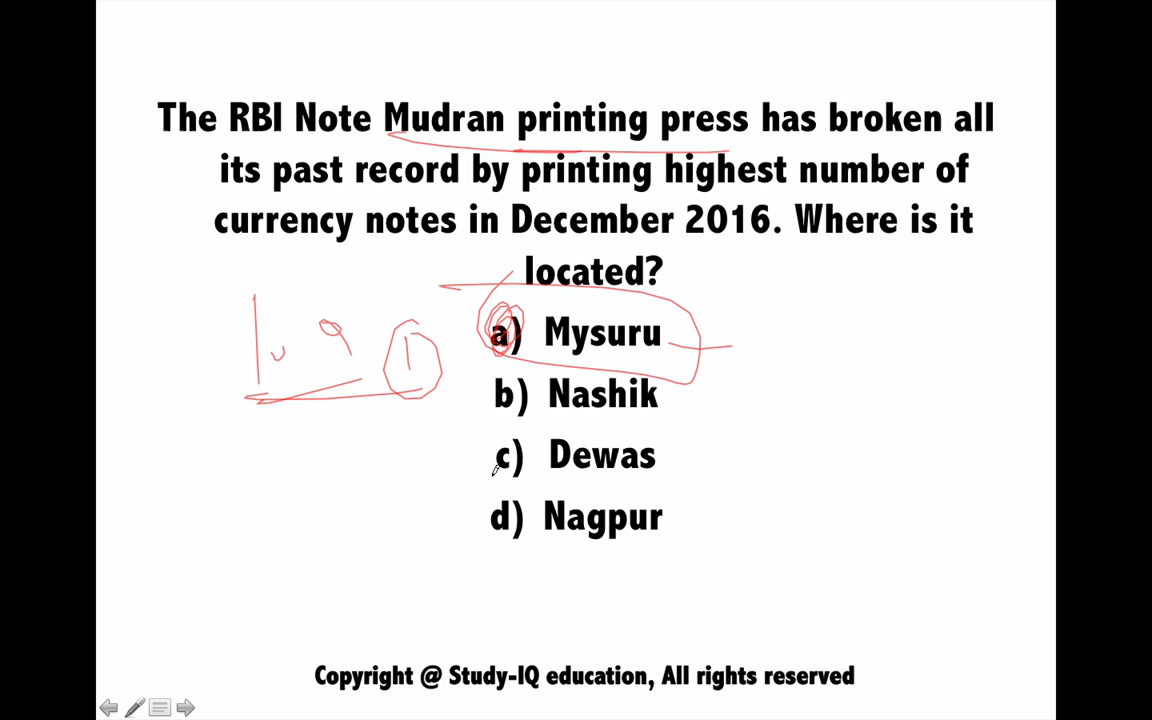 The RBI Note Mudran printing press has broken all
its past record by printing highest number of
currency notes in December 2016. Where is it
located?
a) Mysuru
b) Nashik
c) Dewas
d) Nagpur
Copyright @ Study-IQ education, All rights reserved